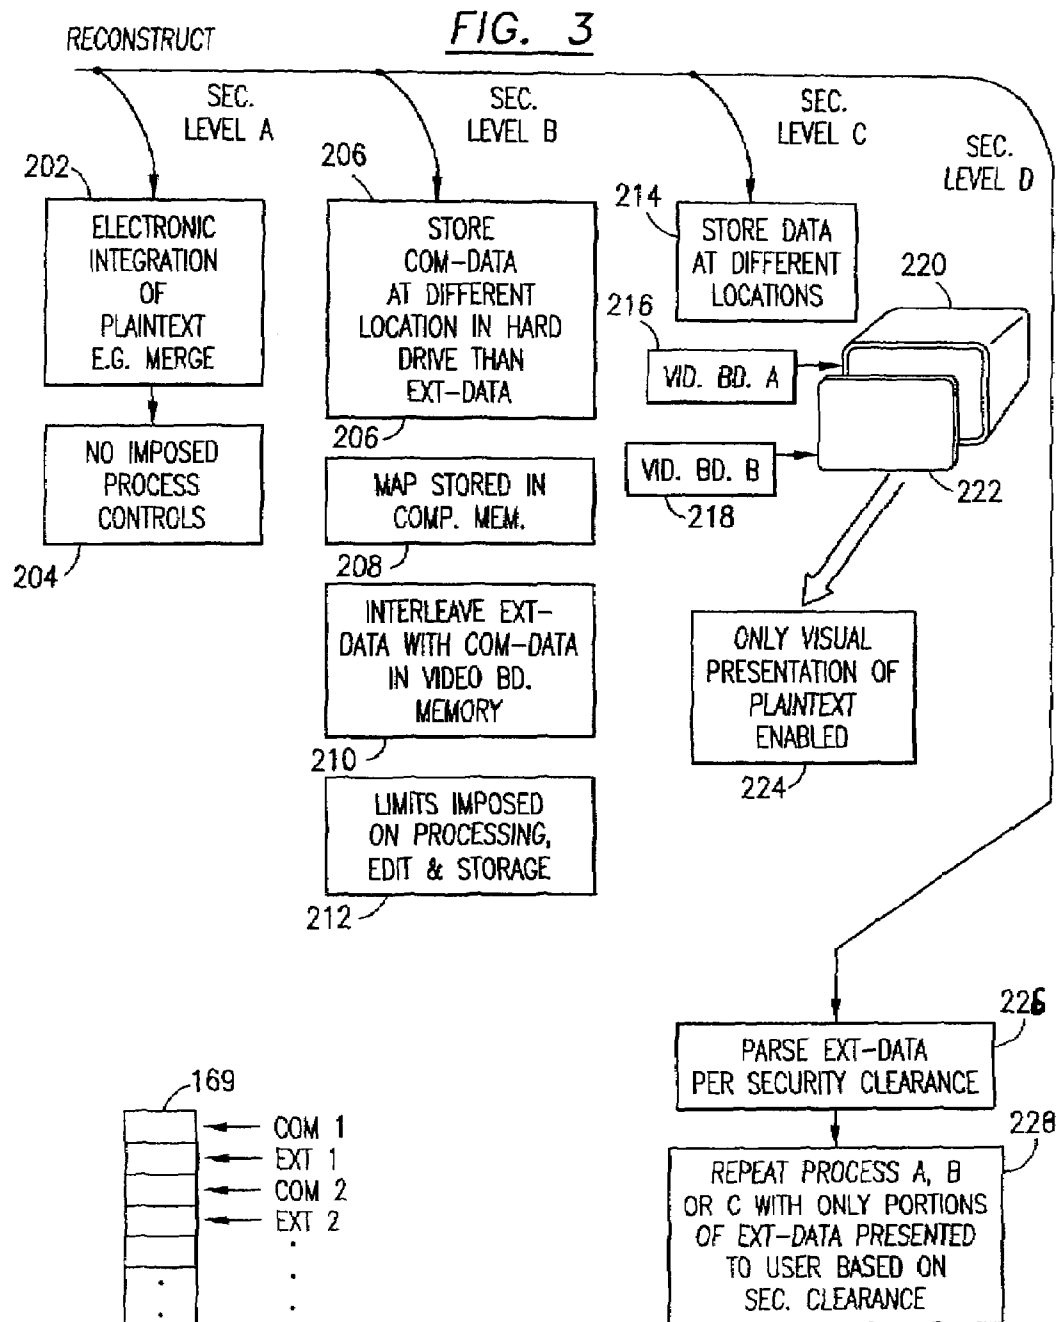 FIG. 3
RECONSTRUCT
SEC.
LEVEL A
SEC.
LEVEL B
SEC.
LEVEL C
SEC.
LEVEL D
202
ELECTRONIC
INTEGRATION
OF
PLAINTEXT
E.G. MERGE
NO IMPOSED
PROCESS
CONTROLS
204
206
STORE
COM-DATA
AT DIFFERENT
LOCATION IN HARD
DRIVE THAN
EXT-DATA
206
MAP STORED IN
COMP. MEM.
208
INTERLEAVE EXT-
DATA WITH COM-DATA
IN VIDEO BD.
MEMORY
210
LIMITS IMPOSED
ON PROCESSING,
EDIT & STORAGE
212
214
STORE DATA
AT DIFFERENT
LOCATIONS
216
VID. BD. A
VID. BD. B
218
220
222
ONLY VISUAL
PRESENTATION OF
PLAINTEXT
ENABLED
224
226
PARSE EXT-DATA
PER SECURITY CLEARANCE
228
REPEAT PROCESS A, B
OR C WITH ONLY PORTIONS
OF EXT-DATA PRESENTED
TO USER BASED ON
SEC. CLEARANCE
169
COM 1
EXT 1
COM 2
EXT 2